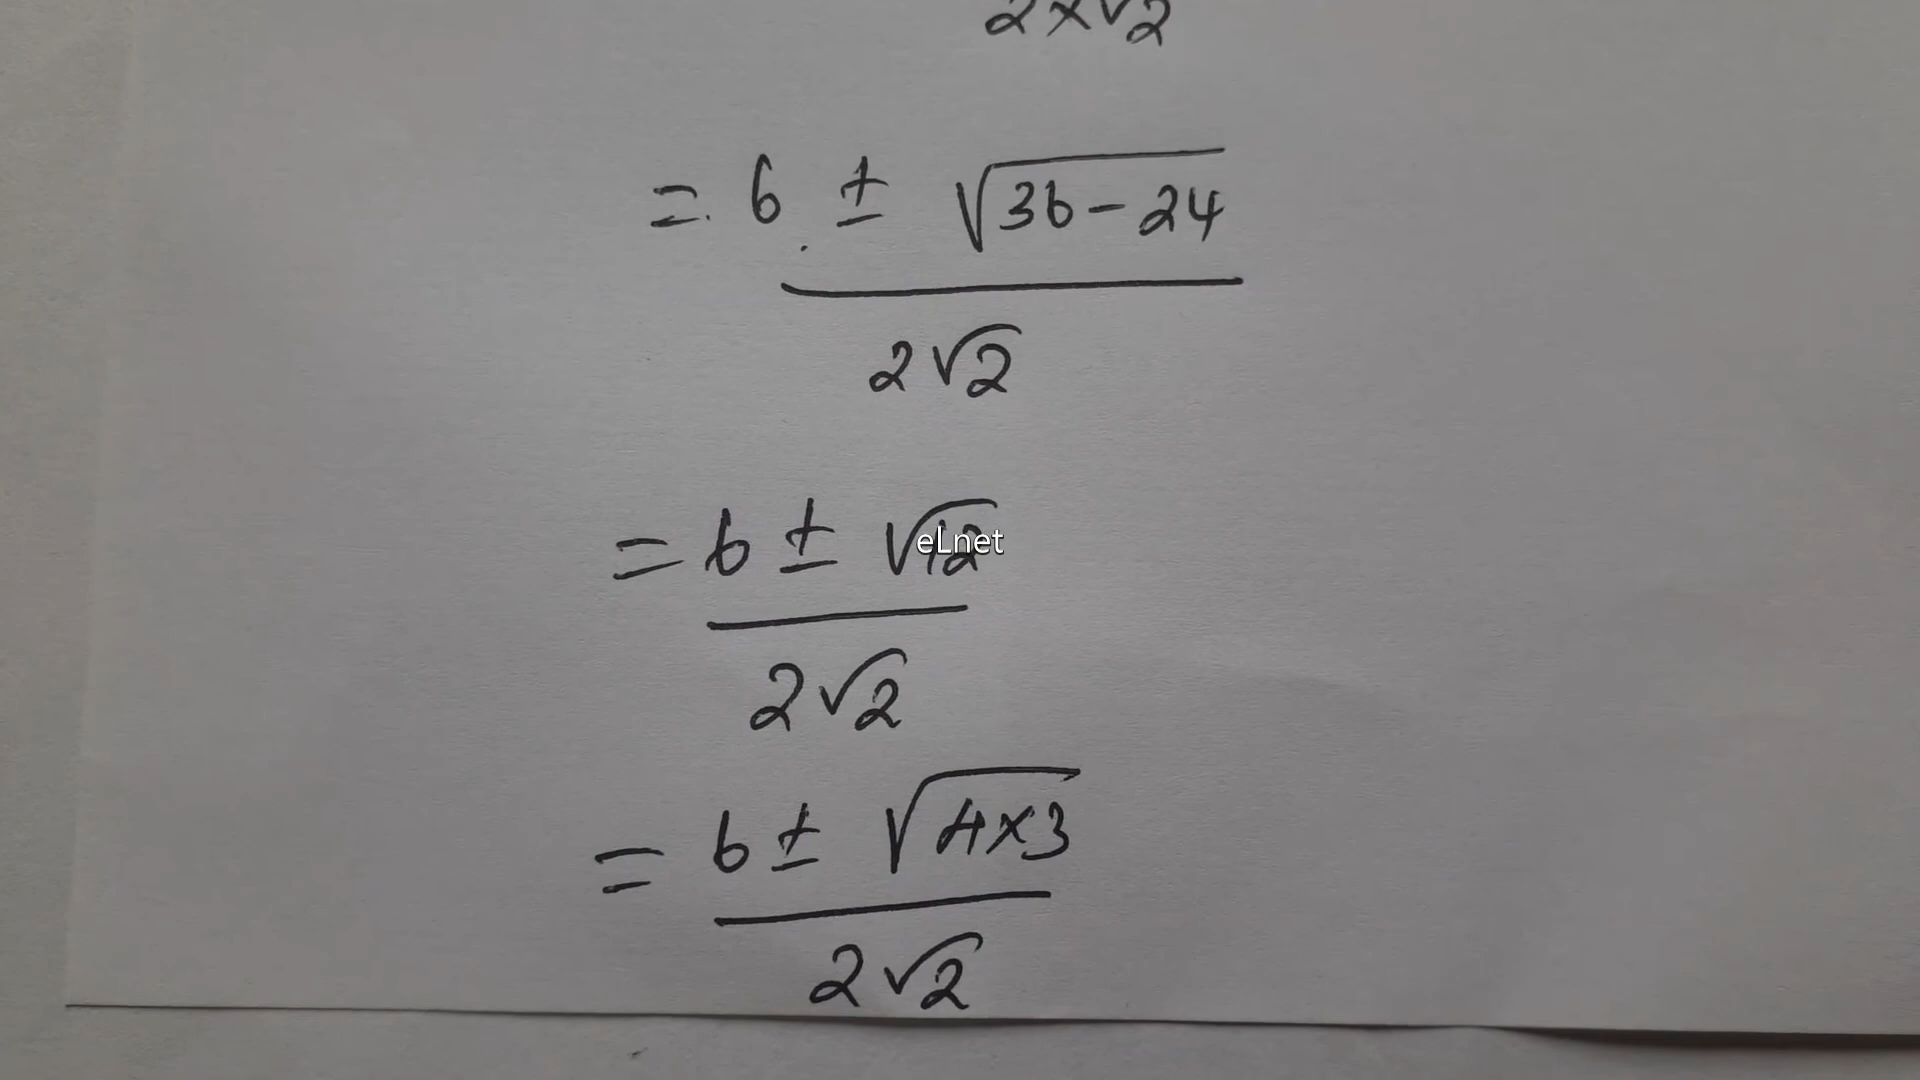 2×√2
= 6 ± √36-24
2√2
= 6 ± √12
eLnet
2√2
= 6 ± √4×3
2√2